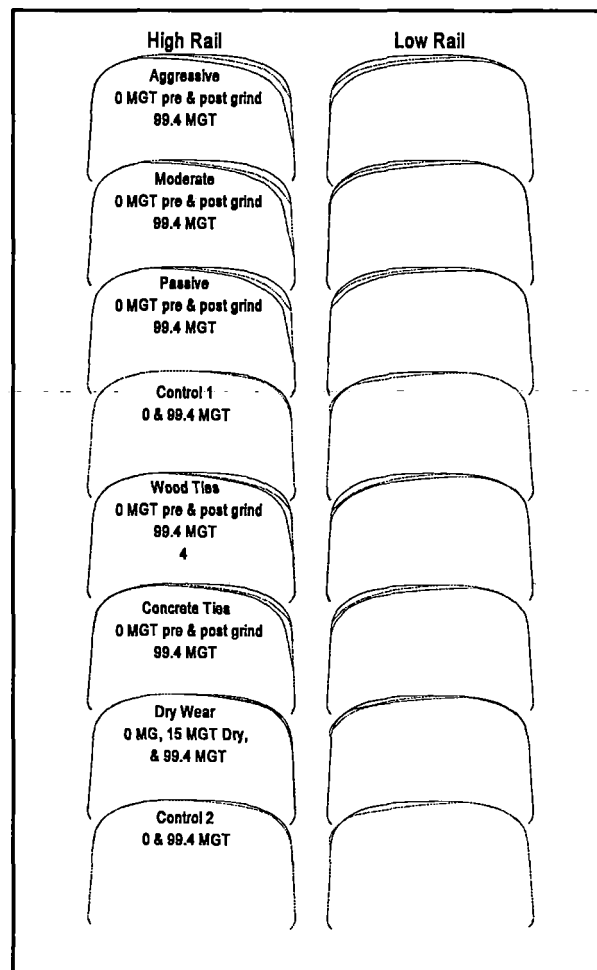 High Rail Low Rail
Aggressive
0 MGT pre & post grind
99.4 MGT
Moderate
0 MGT pre & post grind
99.4 MGT
Passive
0 MGT pre & post grind
99.4 MGT
Control 1
0 & 99.4 MGT
Wood Ties
0 MGT pre & post grind
99.4 MGT
4
Concrete Ties
0 MGT pre & post grind
99.4 MGT
Dry Wear
0 MG, 15 MGT Dry,
& 99.4 MGT
Control 2
0 & 99.4 MGT